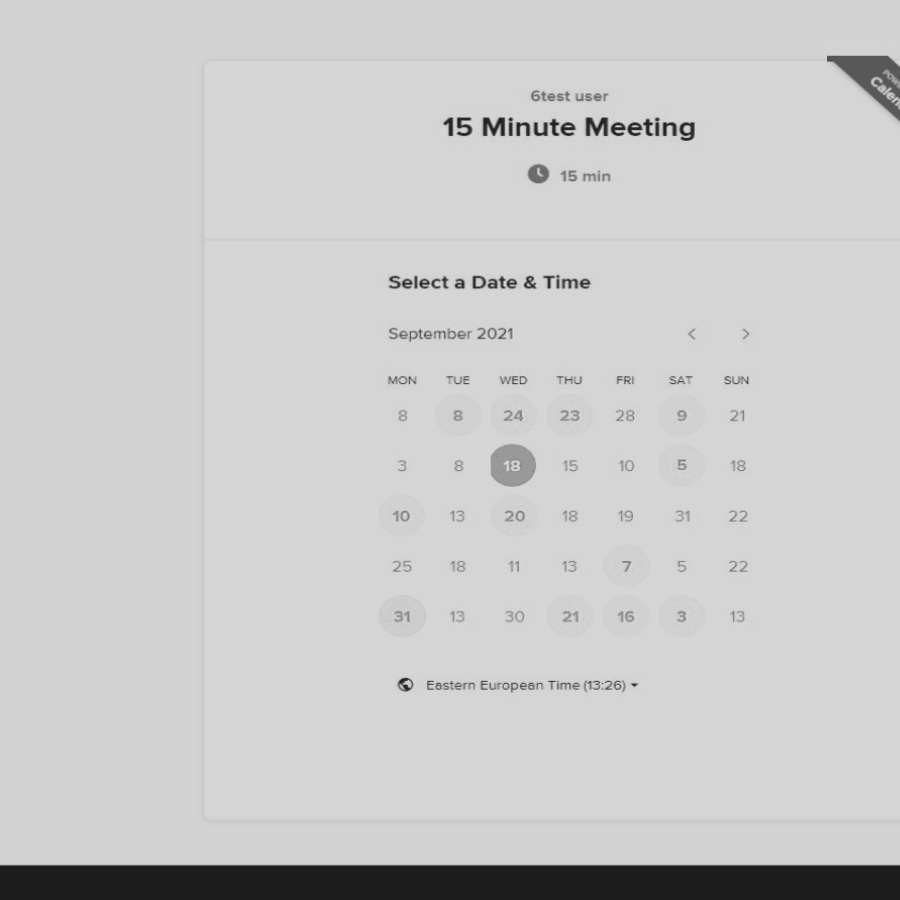 6test user
15 Minute Meeting
15 min
Select a Date & Time
September 2021
MON TUE WED THU FRI SAT SUN
8 8 24 23 28 9 21
3 8 18 15 10 5 18
10 13 20 18 19 31 22
25 18 11 13 7 5 22
31 13 30 21 16 3 13
Eastern European Time (13:26)